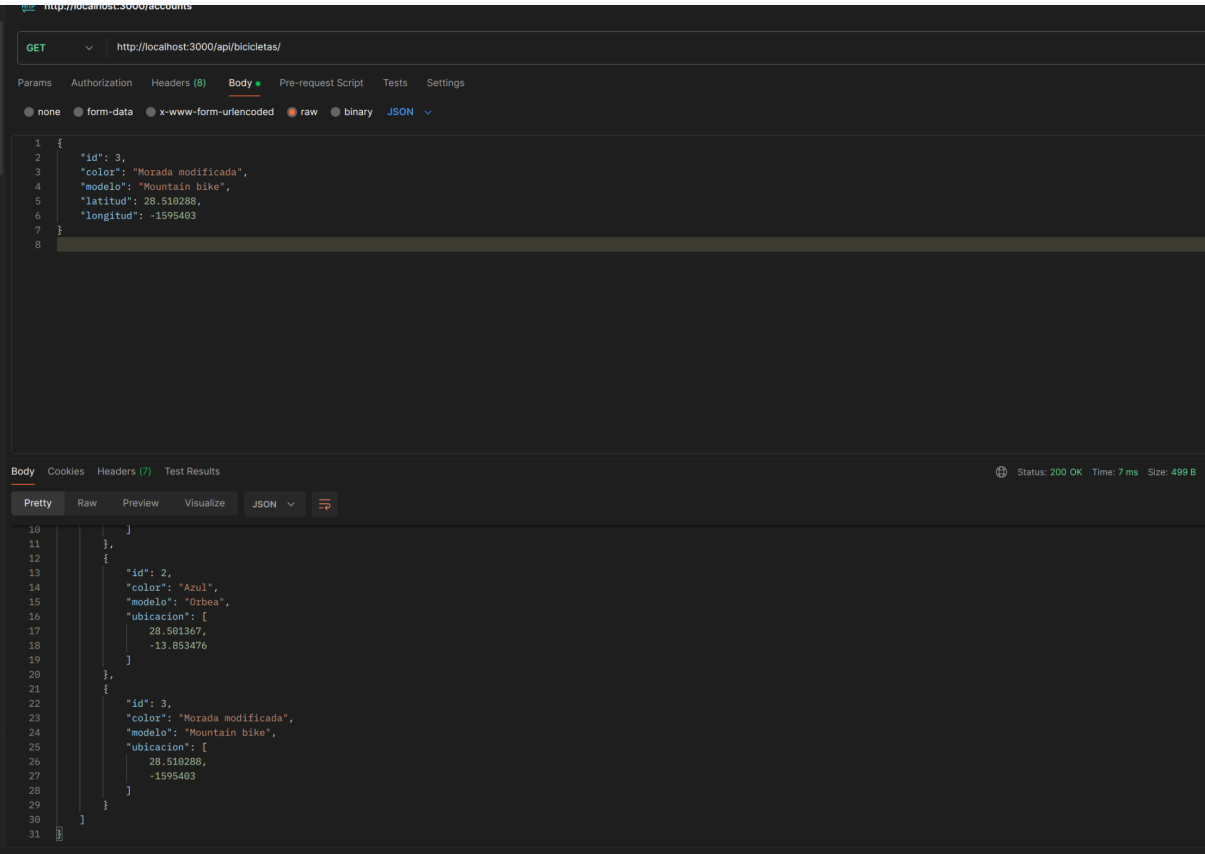 HTTP http://localhost:3000/accounts
GET http://localhost:3000/api/bicicletas/
Params Authorization Headers (8) Body Pre-request Script Tests Settings
none form-data x-www-form-urlencoded raw binary JSON
1 {
2 "id": 3,
3 "color": "Morada modificada",
4 "modelo": "Mountain bike",
5 "latitud": 28.510288,
6 "longitud": -1595403
7 }
8
Body Cookies Headers (7) Test Results Status: 200 OK Time: 7 ms Size: 499 B
Pretty Raw Preview Visualize JSON
10 ]
11 },
12 {
13 "id": 2,
14 "color": "Azul",
15 "modelo": "Orbea",
16 "ubicacion": [
17 28.501367,
18 -13.853476
19 ]
20 },
21 {
22 "id": 3,
23 "color": "Morada modificada",
24 "modelo": "Mountain bike",
25 "ubicacion": [
26 28.510288,
27 -1595403
28 ]
29 }
30 ]
31 }